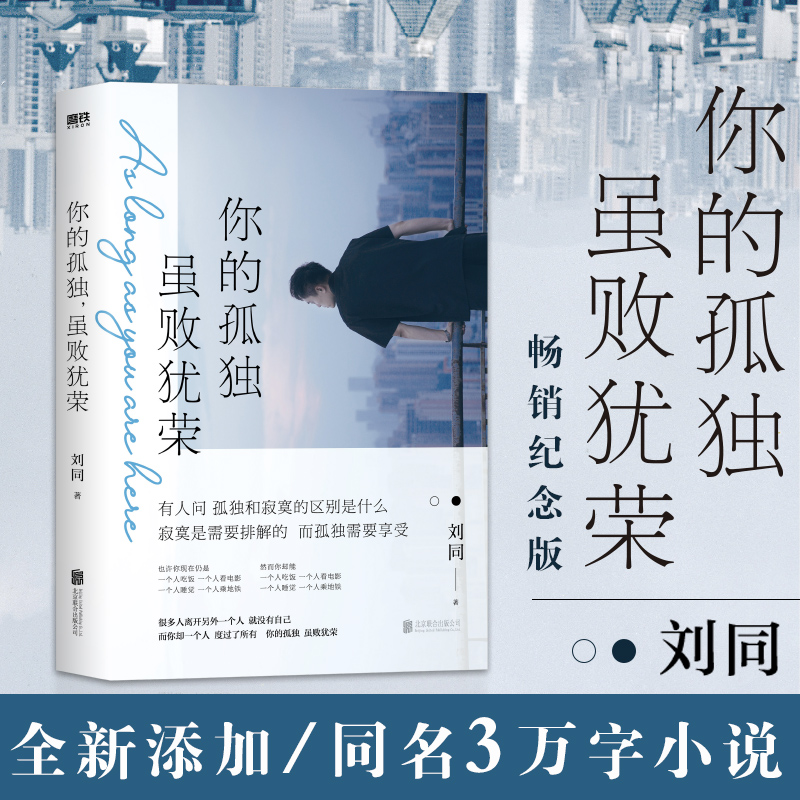 磨铁
XIRON
你的孤独，虽败犹荣
刘同
著
北京联合出版公司
As long as you are here
你的孤独
虽败犹荣
有人问 孤独和寂寞的区别是什么
寂寞是需要排解的 而孤独需要享受
也许你现在仍是
一个人吃饭 一个人看电影
一个人睡觉 一个人乘地铁
然而你却能
一个人吃饭 一个人看电影
一个人睡觉 一个人乘地铁
很多人离开另外一个人 就没有自己
而你却一个人 度过了所有 你的孤独 虽败犹荣
刘同
著
北京联合出版公司
你的孤独
虽败犹荣
畅销纪念版
刘同
全新添加/同名3万字小说